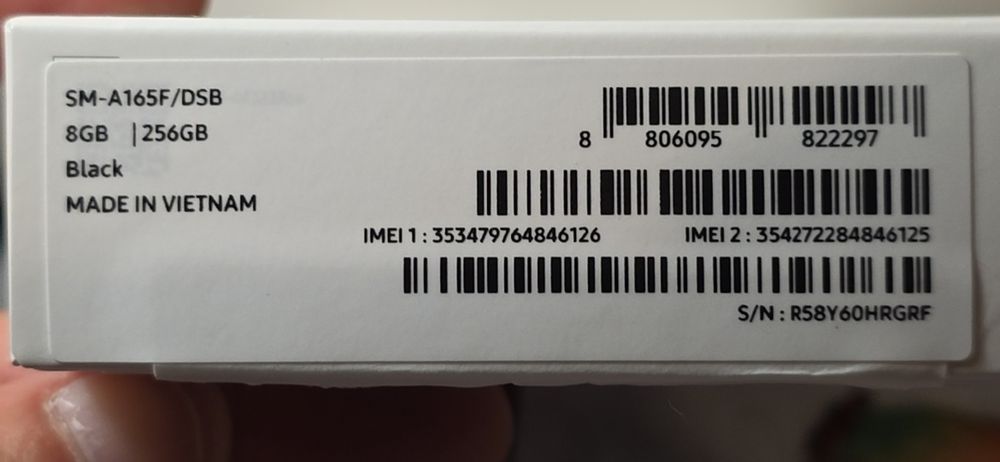 SM-A165F/DSB
8GB | 256GB
Black
MADE IN VIETNAM
8 806095 822297
IMEI 1 : 353479764846126 IMEI 2 : 354272284846125
S/N : R58Y60HRGRF